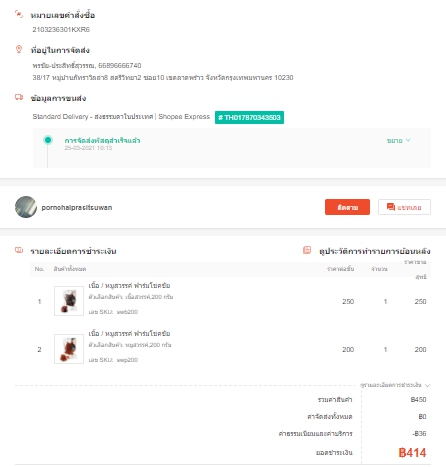 หมายเลขคำสั่งซื้อ
2103236301KXR6
ที่อยู่ในการจัดส่ง
พรชัย-ประสิทธิ์สุวรรณ, 66896666740
38/17 หมู่บ้านภัทราวิลล่า8 สตรีวิทยา2 ซอย10 เขตลาดพร้าว จังหวัดกรุงเทพมหานคร 10230
ข้อมูลการขนส่ง
Standard Delivery - ส่งธรรมดาในประเทศ | Shopee Express # TH017870343503
การจัดส่งพัสดุสำเร็จแล้ว ขยาย
25-03-2021 10:13
pornchaiprasitsuwan ติดตาม แชทเลย
รายละเอียดการชำระเงิน ดูประวัติการทำรายการย้อนหลัง
No. สินค้าทั้งหมด ราคาต่อชิ้น จำนวน ราคาขายสุทธิ
1 เนื้อ / หมูสวรรค์ ฟาร์มโชคชัย 250 1 250
ตัวเลือกสินค้า: เนื้อสวรรค์,200 กรัม
เลข SKU: swb200
2 เนื้อ / หมูสวรรค์ ฟาร์มโชคชัย 200 1 200
ตัวเลือกสินค้า: หมูสวรรค์,200 กรัม
เลข SKU: swp200
ดูรายละเอียดการชำระเงิน
รวมค่าสินค้า ฿450
ค่าจัดส่งทั้งหมด ฿0
ค่าธรรมเนียมและค่าบริการ -฿36
ยอดชำระเงิน ฿414